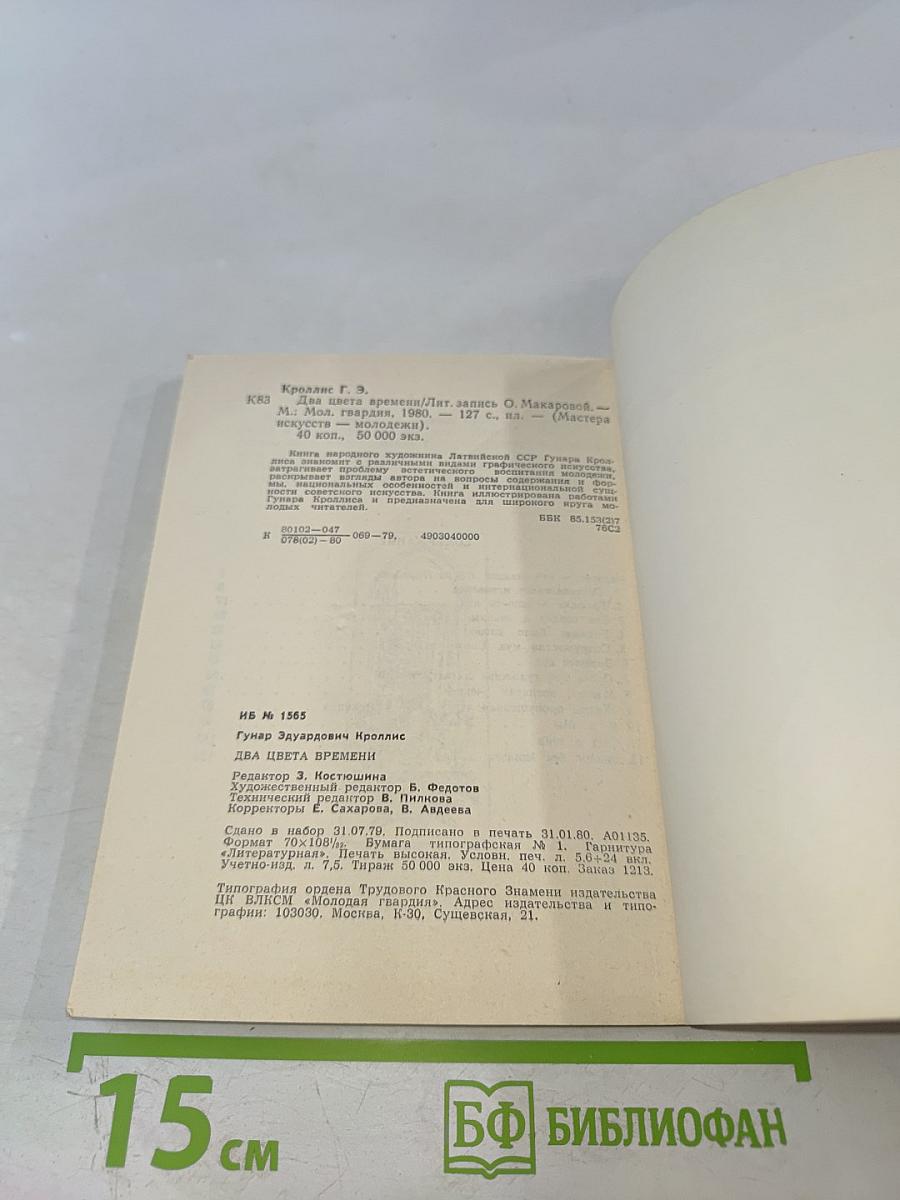 Кроллис Г. Э.
К83 Два цвета времени/Лит. запись О. Макаровой. —
М.: Мол. гвардия, 1980. — 127 с., ил. — (Мастера
искусств — молодежи).
40 коп., 50 000 экз.
Книга народного художника Латвийской ССР Гунара Крол-
лиса знакомит с различными видами графического искусства,
затрагивает проблему эстетического воспитания молодежи,
раскрывает взгляды автора на вопросы содержания и фор-
мы, национальных особенностей и интернациональной сущ-
ности советского искусства. Книга иллюстрирована работами
Гунара Кроллиса и предназначена для широкого круга мо-
лодых читателей.
ББК 85.153(2)7
76С2
К 80102—047
078(02)—80 069—79. 4903040000
ИБ № 1565
Гунар Эдуардович Кроллис
ДВА ЦВЕТА ВРЕМЕНИ
Редактор З. Костюшина
Художественный редактор Б. Федотов
Технический редактор В. Пилкова
Корректоры Е. Сахарова, В. Авдеева
Сдано в набор 31.07.79. Подписано в печать 31.01.80. А01135.
Формат 70×108¹/₃₂. Бумага типографская № 1. Гарнитура
«Литературная». Печать высокая. Условн. печ. л. 5,6+24 вкл.
Учетно-изд. л. 7,5. Тираж 50 000 экз. Цена 40 коп. Заказ 1213.
Типография ордена Трудового Красного Знамени издательства
ЦК ВЛКСМ «Молодая гвардия». Адрес издательства и типо-
графии: 103030, Москва, К-30, Сущевская, 21.
15 см
БФ БИБЛИОФАН